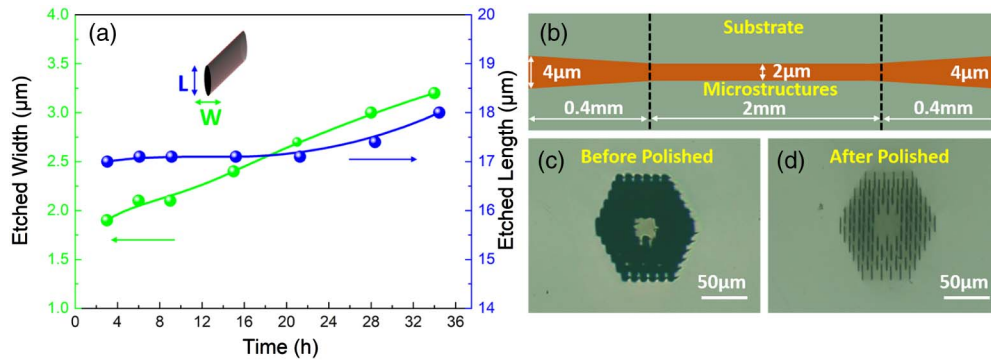 (a)
L
W
Etched Width (μm)
4.0
3.5
3.0
2.5
2.0
1.5
1.0
Etched Length (μm)
20
19
18
17
16
15
14
0 4 8 12 16 20 24 28 32 36
Time (h)
(b)
Substrate
4μm
2μm
4μm
Microstructures
0.4mm
2mm
0.4mm
(c)
Before Polished
50μm
(d)
After Polished
50μm